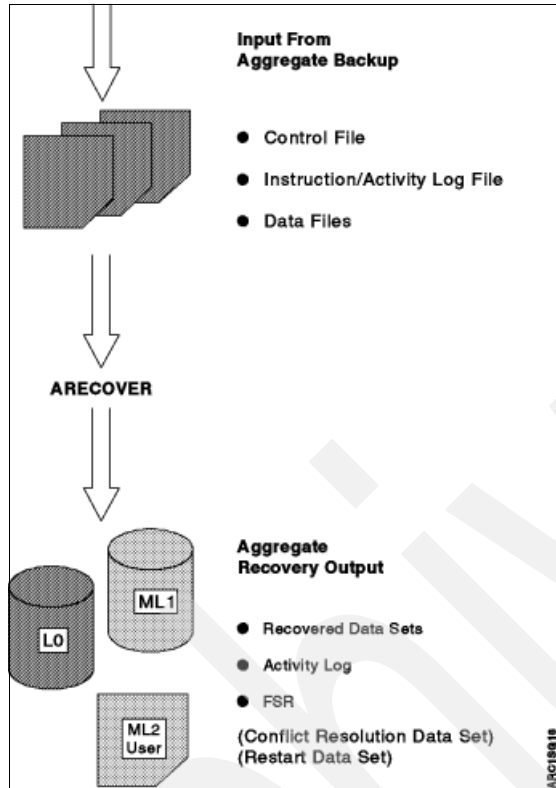 Input From
Aggregate Backup
Control File
Instruction/Activity Log File
Data Files
ARECOVER
Aggregate
Recovery Output
ML1
L0
Recovered Data Sets
Activity Log
FSR
ML2
User
(Conflict Resolution Data Set)
(Restart Data Set)